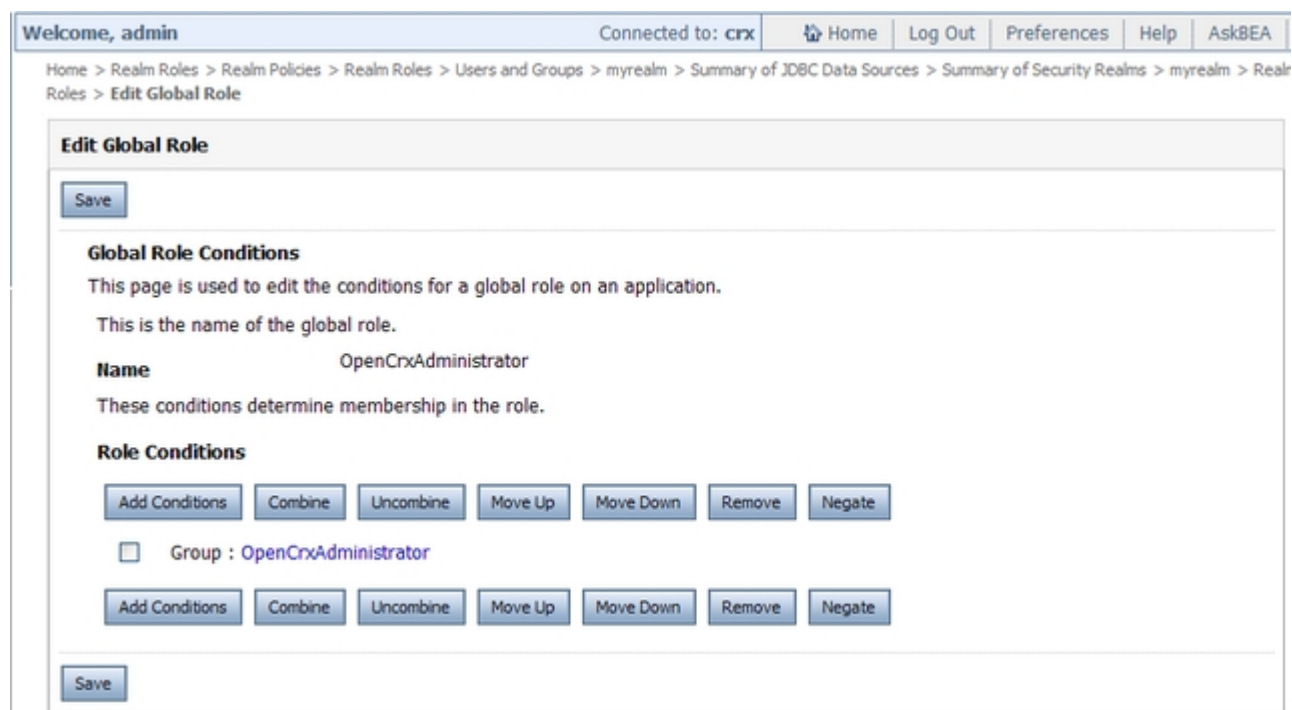 Welcome, admin Connected to: crx Home Log Out Preferences Help AskBEA
Home > Realm Roles > Realm Policies > Realm Roles > Users and Groups > myrealm > Summary of JDBC Data Sources > Summary of Security Realms > myrealm > Realm
Roles > Edit Global Role
Edit Global Role
Save
Global Role Conditions
This page is used to edit the conditions for a global role on an application.
This is the name of the global role.
Name OpenCrxAdministrator
These conditions determine membership in the role.
Role Conditions
Add Conditions Combine Uncombine Move Up Move Down Remove Negate
Group : OpenCrxAdministrator
Add Conditions Combine Uncombine Move Up Move Down Remove Negate
Save